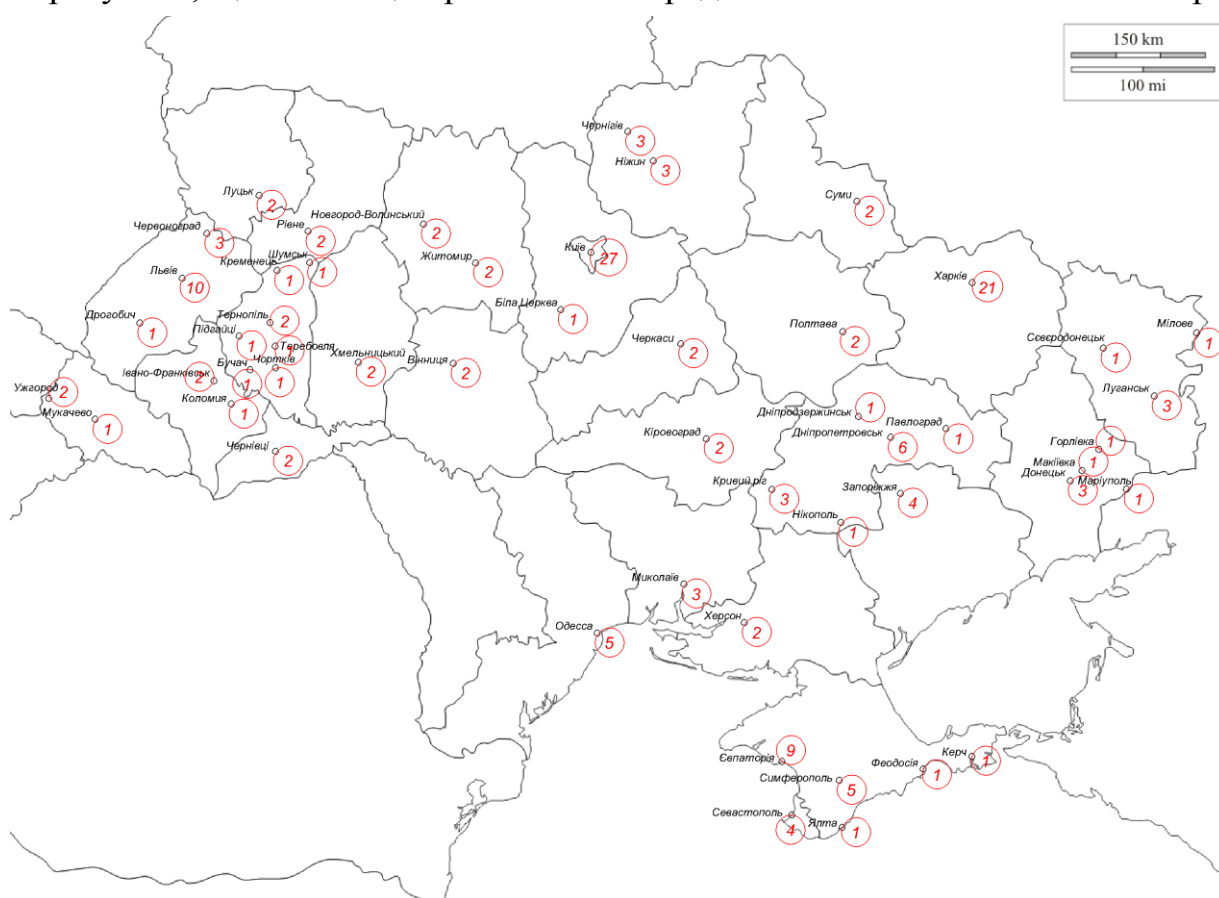 150 km
100 mi
Чернігів
3
Ніжин
3
Суми
2
Луцьк
2
Новгород-Волинський
2
Рівне
2
Червоноград
3
Київ
27
Шумськ
1
Кременець
1
Житомир
2
Львів
10
Харків
21
Біла Церква
1
Дрогобич
1
Тернопіль
2
Підгайці
1
Теребовля
1
Полтава
2
Мілове
1
Черкаси
2
Сєвєродонецьк
1
Хмельницький
2
Вінниця
2
Бучач
1
Чортків
1
івано-Франківськ
2
Ужгород
2
Мукачево
1
Коломия
1
Луганськ
3
Дніпродзержинськ
1
Дніпропетровськ
6
Павлоград
1
Кіровоград
2
Чернівці
2
Горлівка
1
Макіївка
1
Донецьк
3
Маріуполь
1
Кривий ріг
3
Запоріжжя
4
Нікополь
1
Миколаїв
3
Херсон
2
Одесса
5
Євпаторія
9
Керч
1
Феодосія
1
Симферополь
5
Севастополь
4
Ялта
1